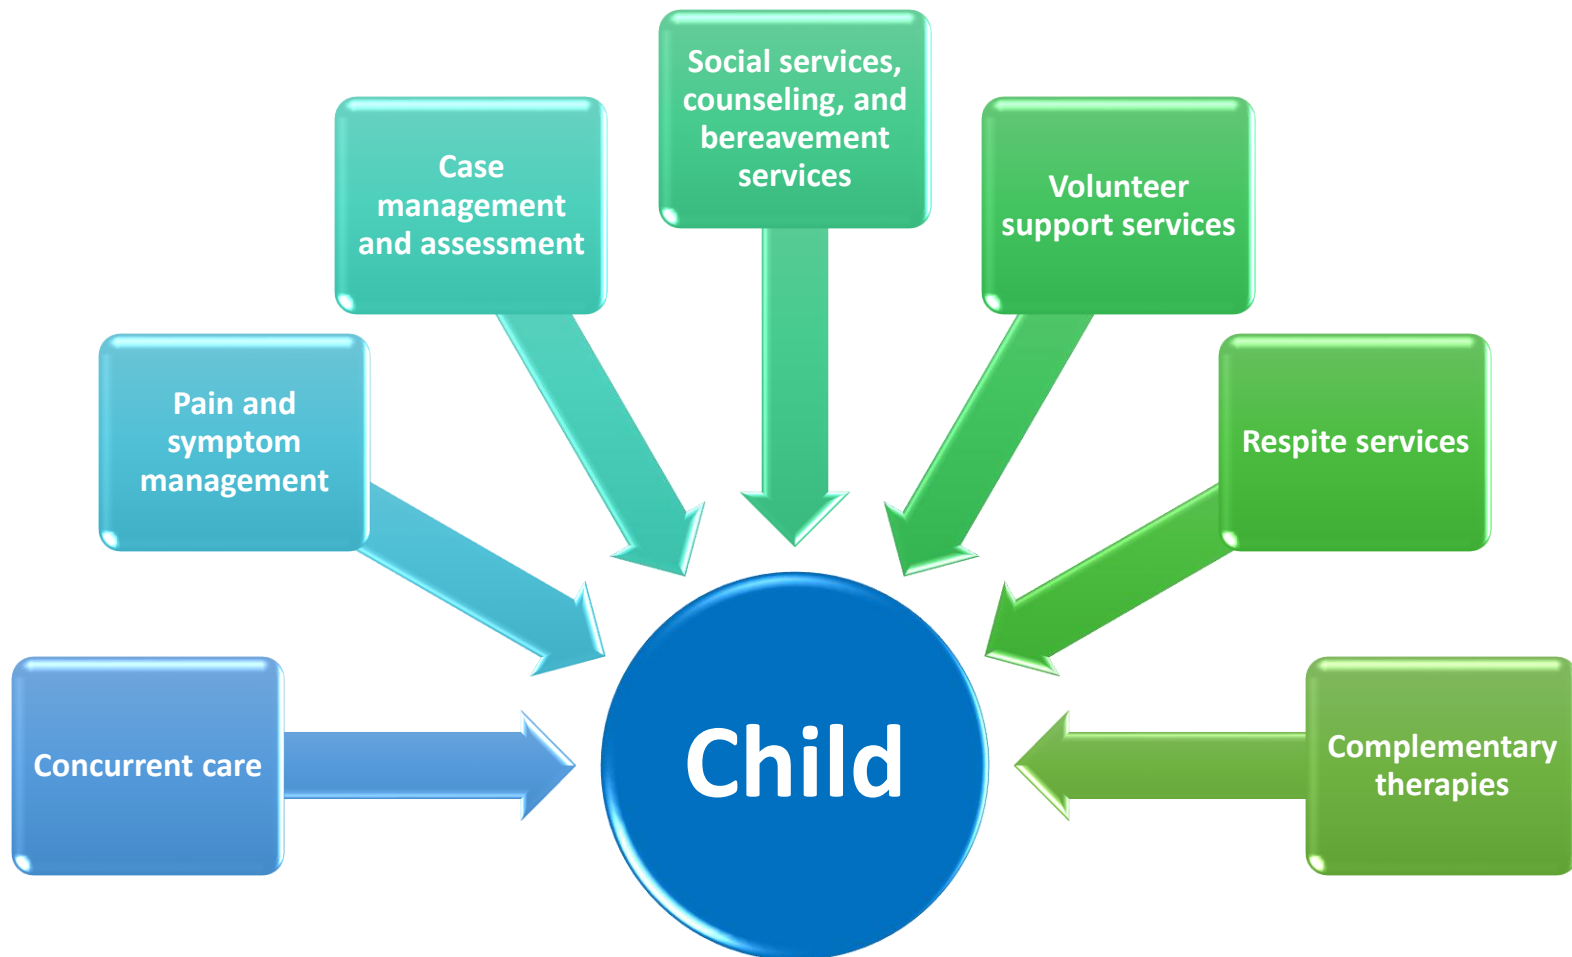 Social services,
counseling, and
bereavement
services
Case
management
and assessment
Volunteer
support services
Pain and
symptom
management
Respite services
Concurrent care
Child
Complementary
therapies